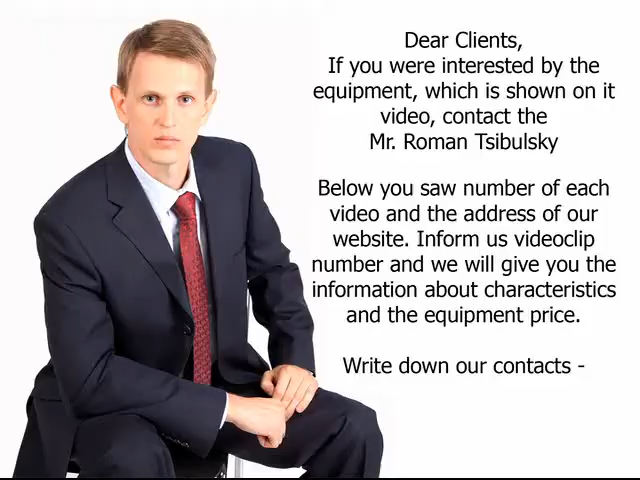 Dear Clients,
If you were interested by the
equipment, which is shown on it
video, contact the
Mr. Roman Tsibulsky
Below you saw number of each
video and the address of our
website. Inform us videoclip
number and we will give you the
information about characteristics
and the equipment price.
Write down our contacts -